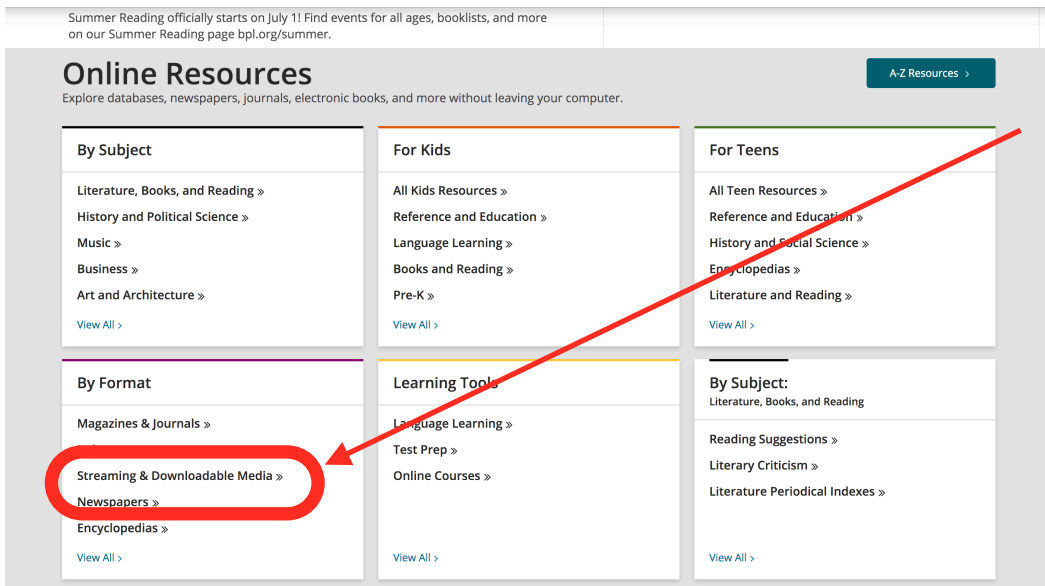 Summer Reading officially starts on July 1! Find events for all ages, booklists, and more
on our Summer Reading page bpl.org/summer.
Online Resources
A-Z Resources ›
Explore databases, newspapers, journals, electronic books, and more without leaving your computer.
By Subject
Literature, Books, and Reading »
History and Political Science »
Music »
Business »
Art and Architecture »
View All ›
For Kids
All Kids Resources »
Reference and Education »
Language Learning »
Books and Reading »
Pre-K »
View All ›
For Teens
All Teen Resources »
Reference and Education »
History and Social Science »
Encyclopedias »
Literature and Reading »
View All ›
By Format
Magazines & Journals »
Streaming & Downloadable Media »
Newspapers »
Encyclopedias »
View All ›
Learning Tools
Language Learning »
Test Prep »
Online Courses »
View All ›
By Subject:
Literature, Books, and Reading
Reading Suggestions »
Literary Criticism »
Literature Periodical Indexes »
View All ›